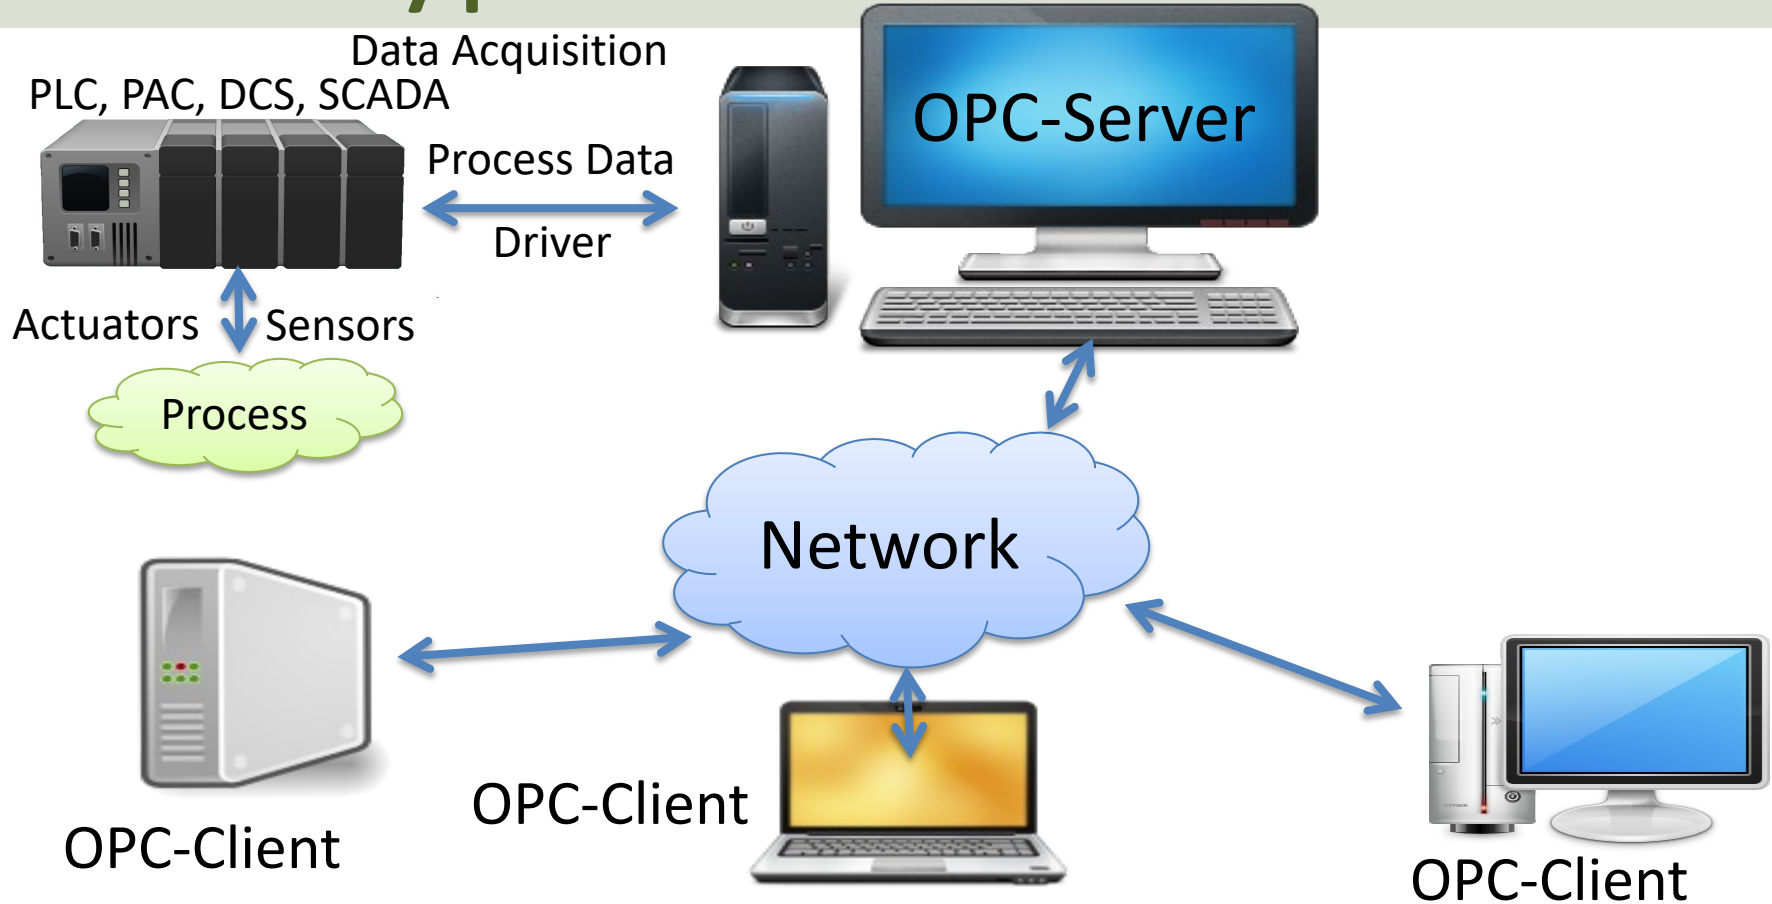 Data Acquisition
PLC, PAC, DCS, SCADA
OPC-Server
Process Data
Driver
Actuators
Sensors
Process
Network
OPC-Client
OPC-Client
OPC-Client